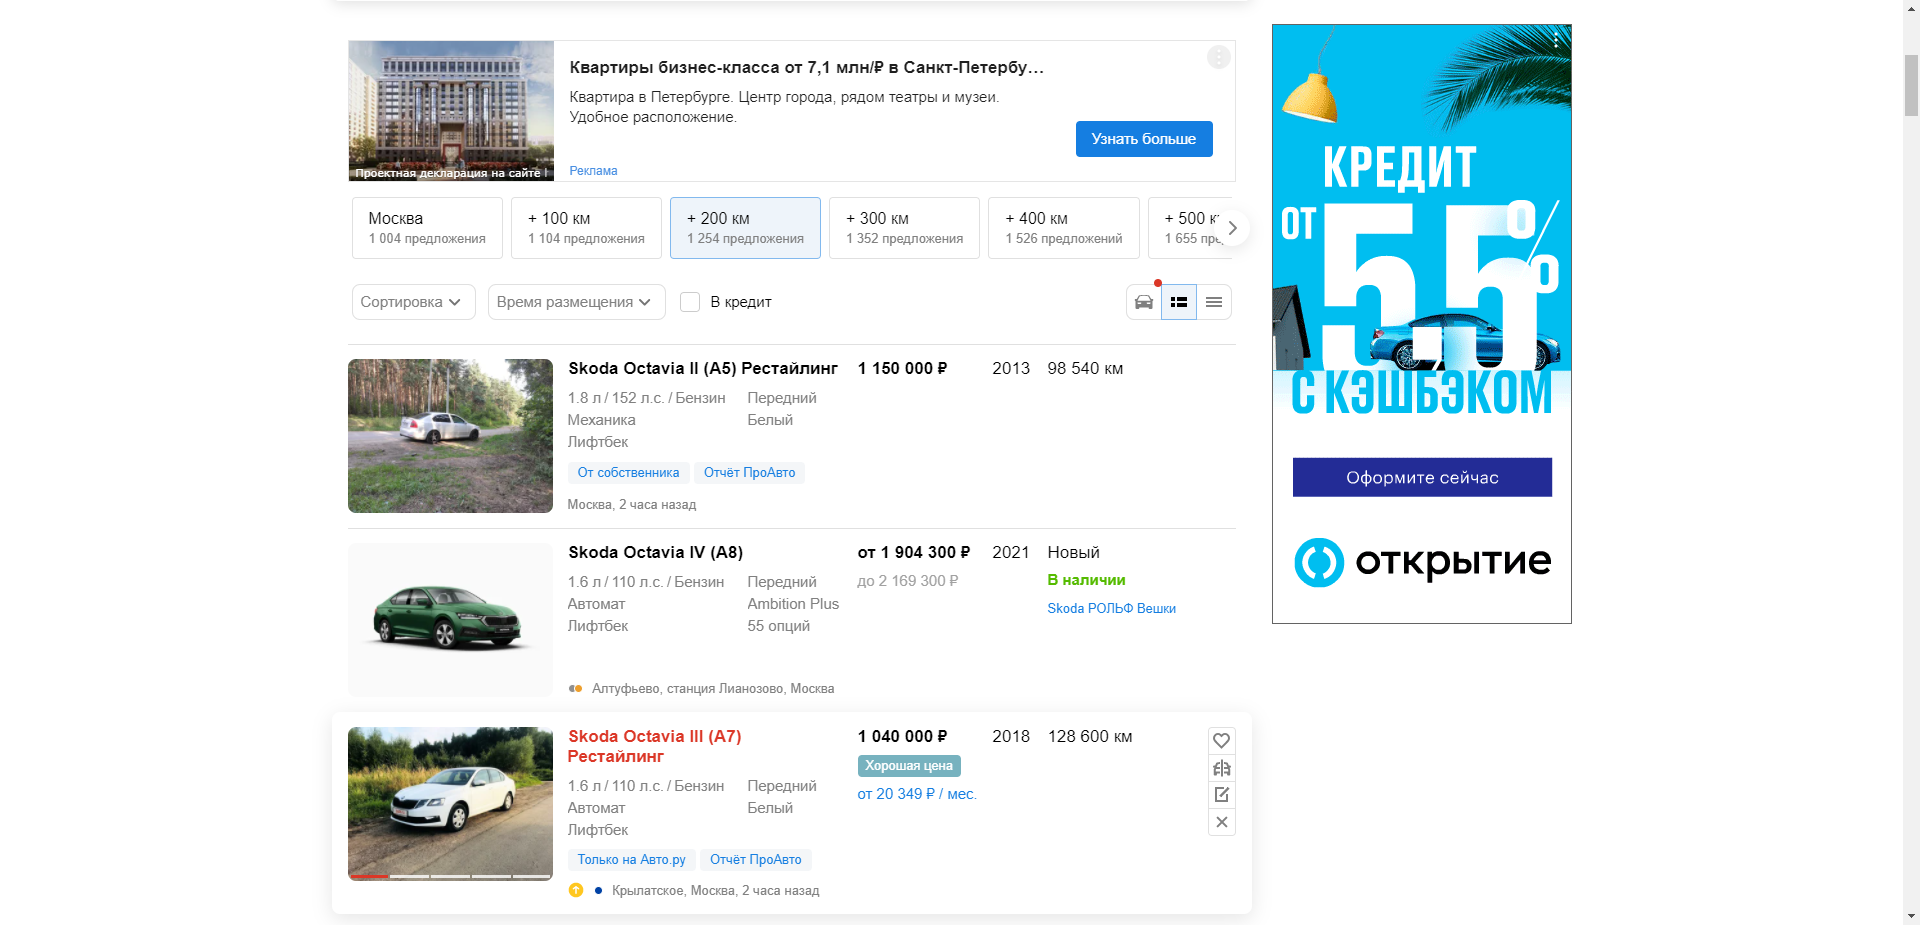 Квартиры бизнес-класса от 7,1 млн/₽ в Санкт-Петербу…
Квартира в Петербурге. Центр города, рядом театры и музеи.
Удобное расположение.
Узнать больше
Проектная декларация на сайте
Реклама
Москва
1 004 предложения
+ 100 км
1 104 предложения
+ 200 км
1 254 предложения
+ 300 км
1 352 предложения
+ 400 км
1 526 предложений
+ 500 к
1 655 пре
Сортировка
Время размещения
В кредит
Skoda Octavia II (A5) Рестайлинг
1 150 000 ₽
2013
98 540 км
1.8 л / 152 л.с. / Бензин
Передний
Механика
Белый
Лифтбек
От собственника
Отчёт ПроАвто
Москва, 2 часа назад
Skoda Octavia IV (A8)
от 1 904 300 ₽
2021
Новый
1.6 л / 110 л.с. / Бензин
Передний
до 2 169 300 ₽
В наличии
Автомат
Ambition Plus
Skoda РОЛЬФ Вешки
Лифтбек
55 опций
Алтуфьево, станция Лианозово, Москва
Skoda Octavia III (A7)
Рестайлинг
1 040 000 ₽
2018
128 600 км
Хорошая цена
1.6 л / 110 л.с. / Бензин
Передний
от 20 349 ₽ / мес.
Автомат
Белый
Лифтбек
Только на Авто.ру
Отчёт ПроАвто
Крылатское, Москва, 2 часа назад
КРЕДИТ
ОТ 5,5%
С КЭШБЭКОМ
Оформите сейчас
открытие